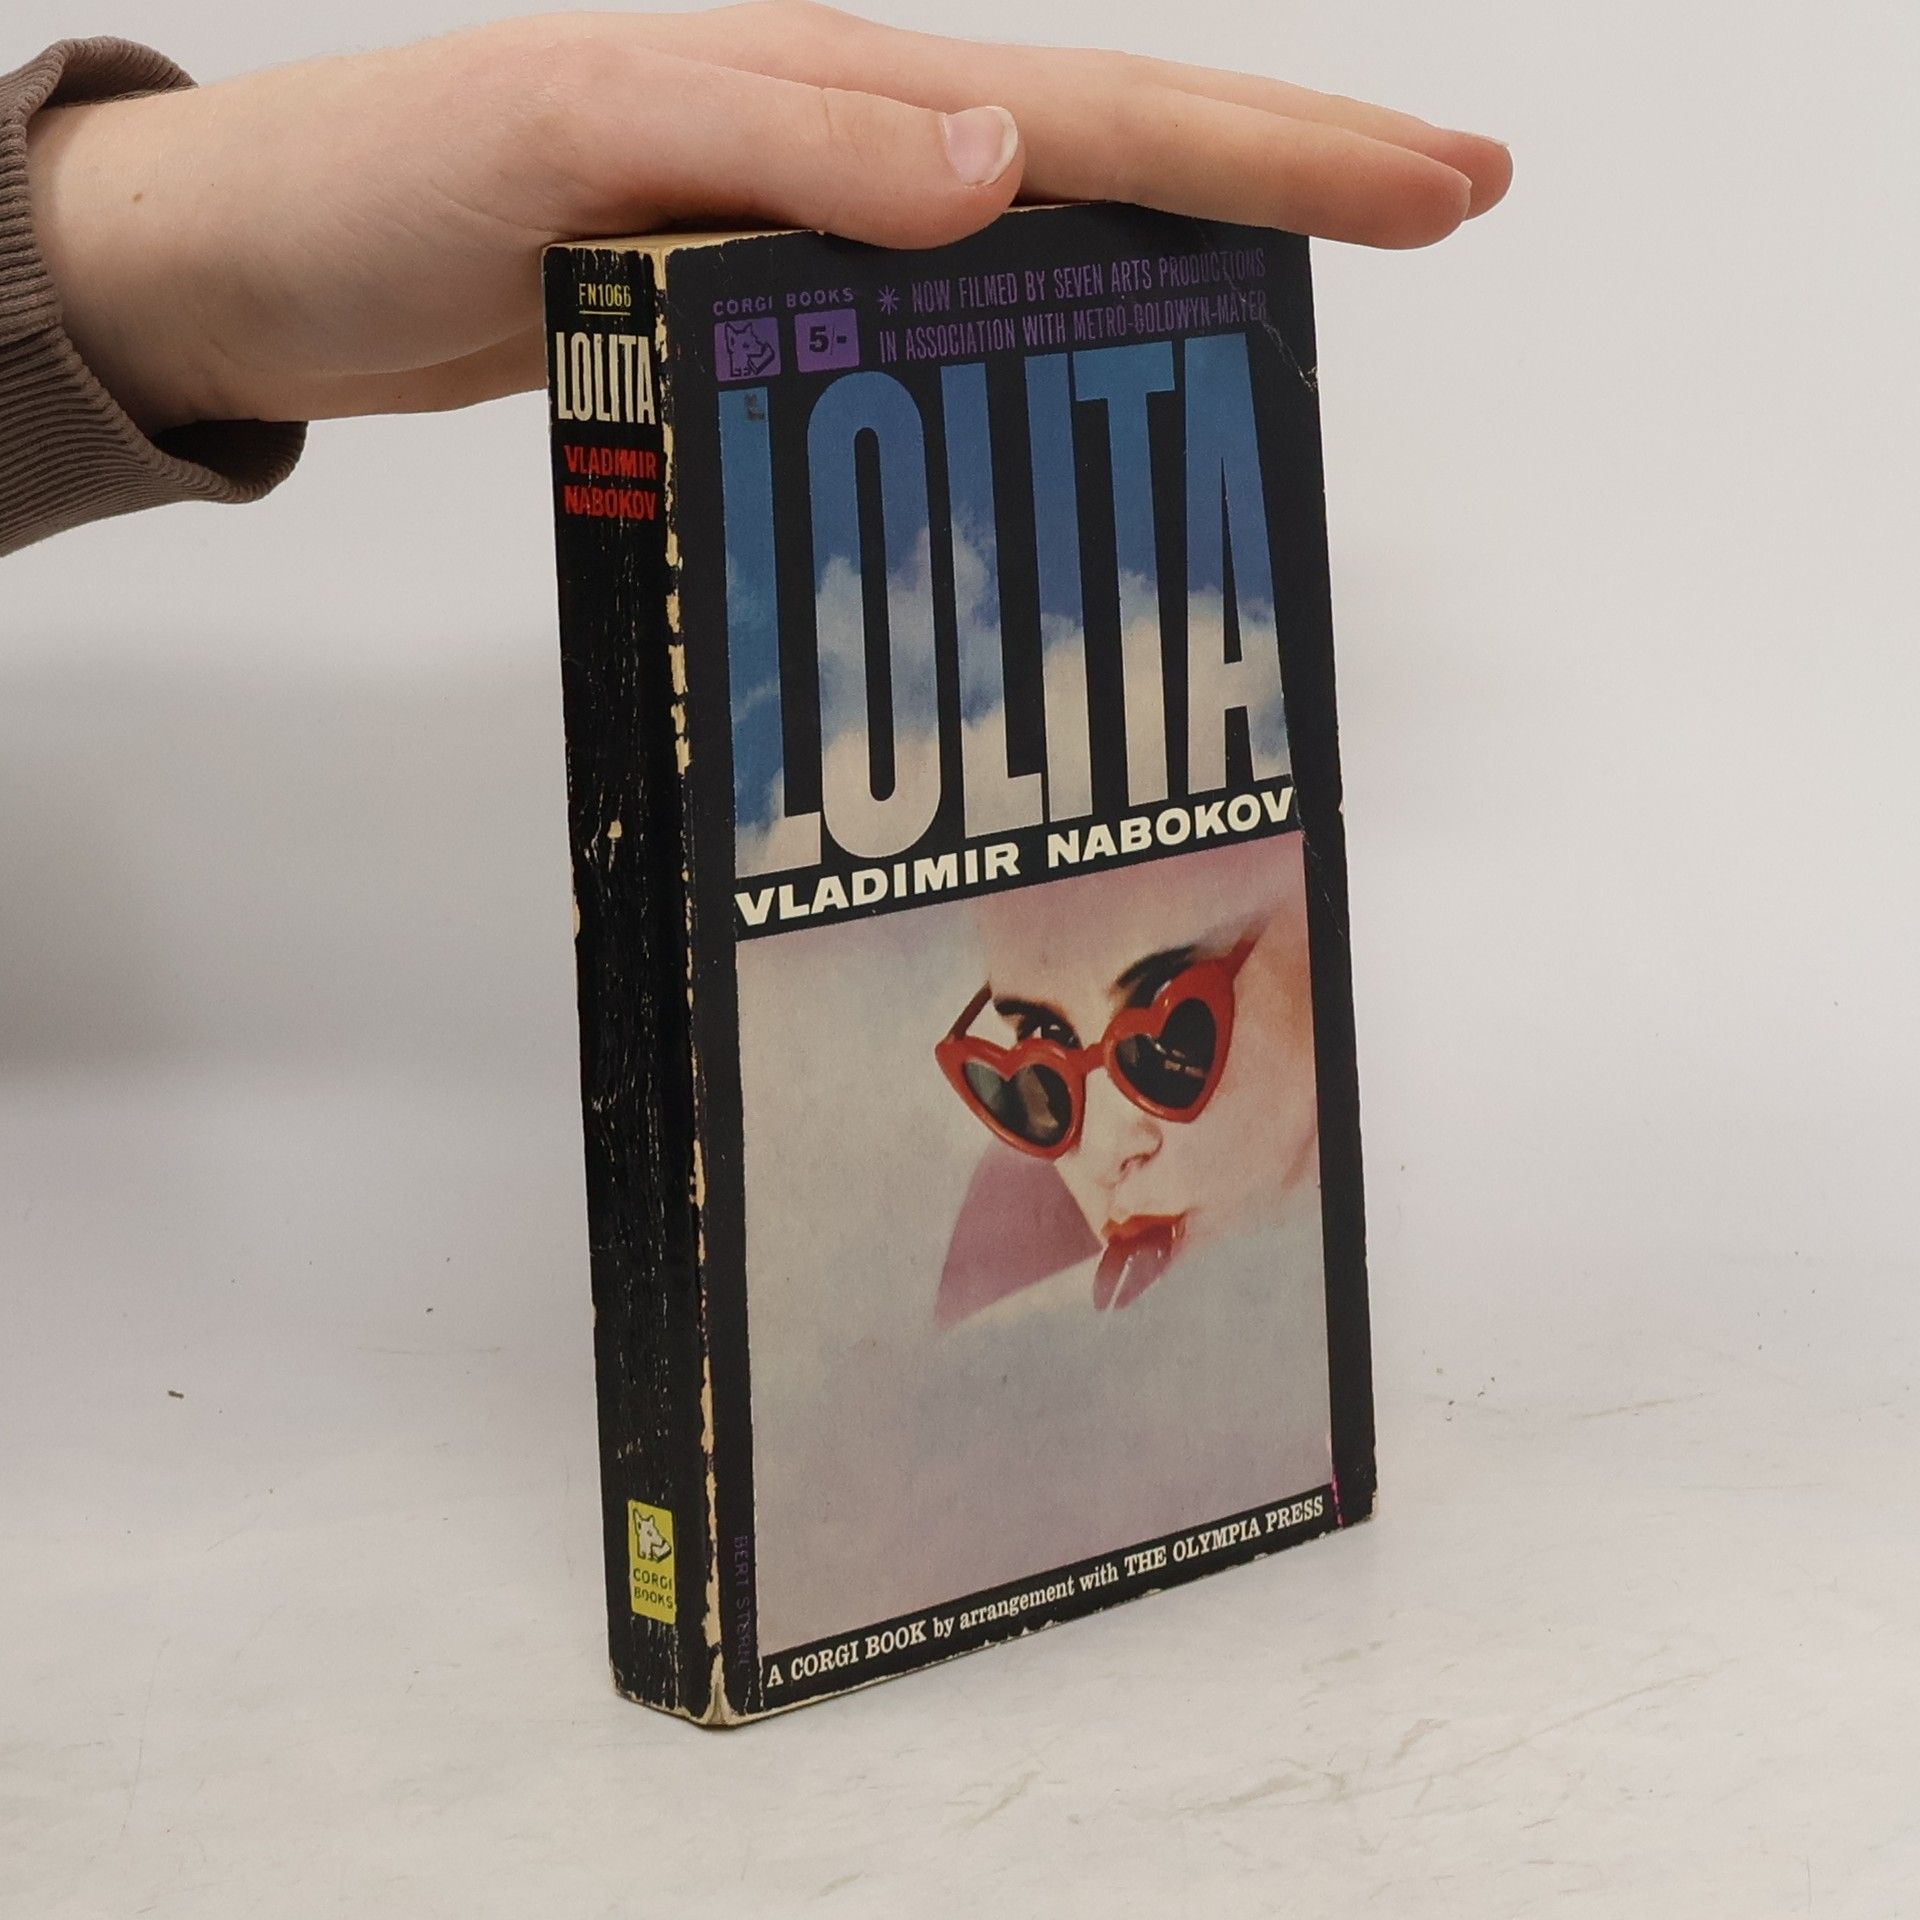 FN1066
LOLITA
VLADIMIR
NABOKOV
CORGI
BOOKS
CORGI BOOKS
5/-
* NOW FILMED BY SEVEN ARTS PRODUCTIONS
IN ASSOCIATION WITH METRO-GOLDWYN-MAYER
LOLITA
VLADIMIR NABOKOV
BERT STERN
A CORGI BOOK by arrangement with THE OLYMPIA PRESS